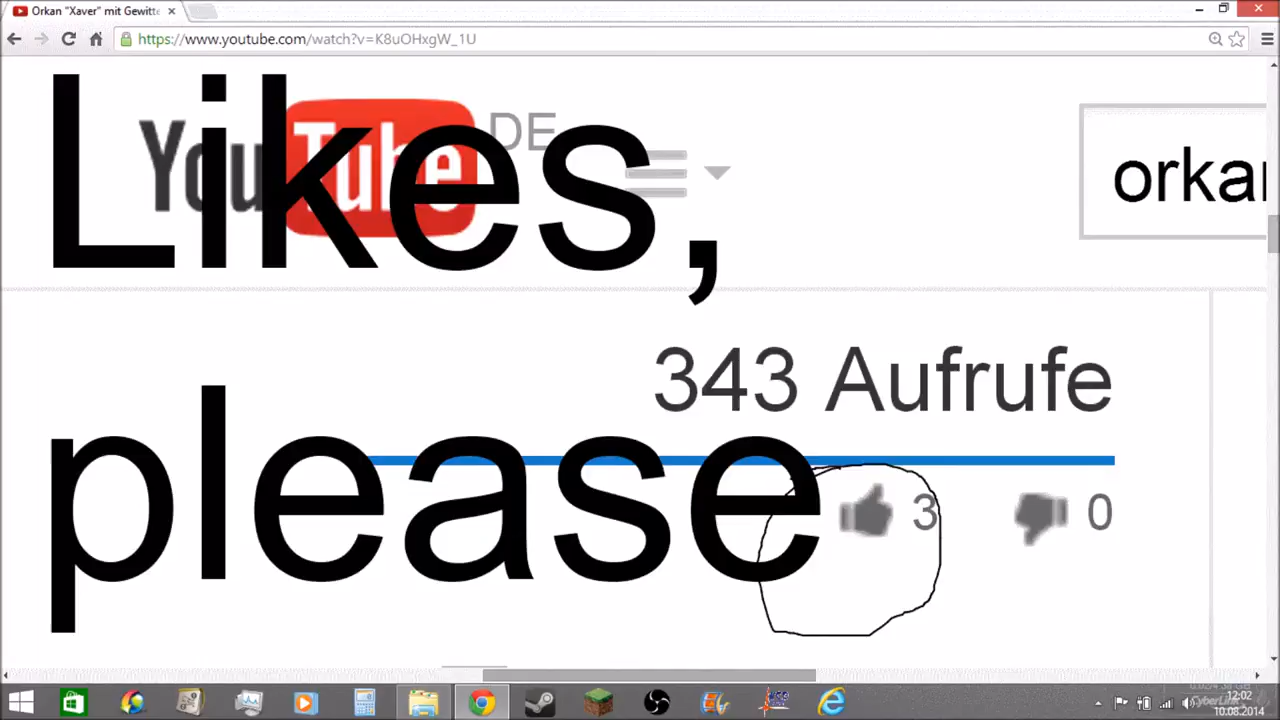 Orkan "Xaver" mit Gewitte
https://www.youtube.com/watch?v=K8uOHxgW_1U
Likes,
YouTube DE
orkan
343 Aufrufe
please
3 0
12:02
CyberLink
10.08.2014